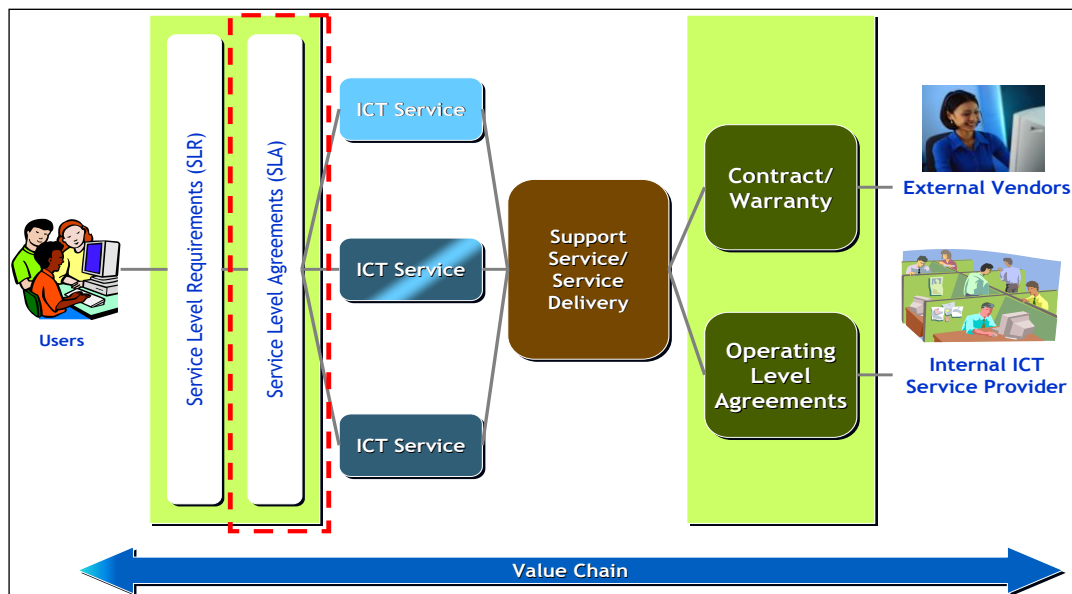 Users
Service Level Requirements (SLR)
Service Level Agreements (SLA)
ICT Service
ICT Service
ICT Service
Support
Service/
Service
Delivery
Contract/
Warranty
Operating
Level
Agreements
External Vendors
Internal ICT
Service Provider
Value Chain